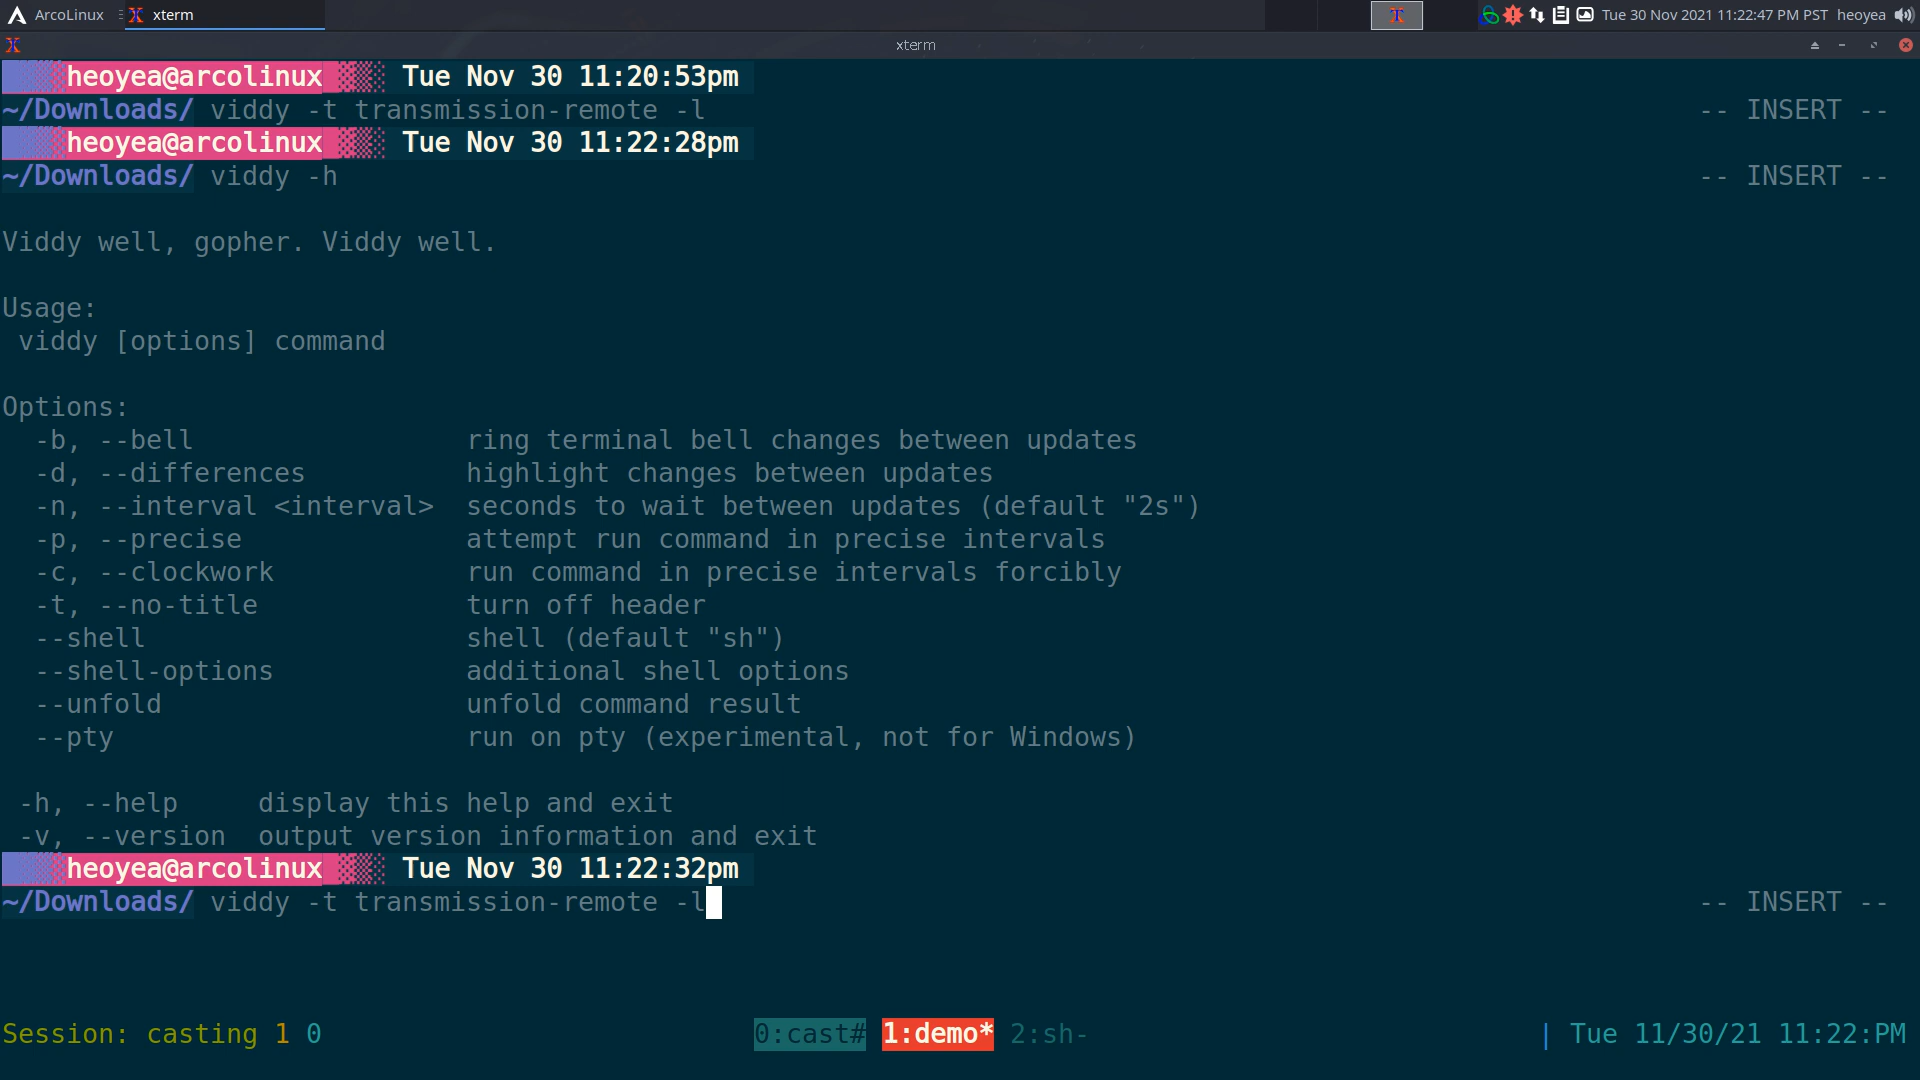 ArcoLinux xterm Tue 30 Nov 2021 11:22:47 PM PST heoyea
xterm
heoyea@arcolinux Tue Nov 30 11:20:53pm
~/Downloads/ viddy -t transmission-remote -l -- INSERT --
heoyea@arcolinux Tue Nov 30 11:22:28pm
~/Downloads/ viddy -h -- INSERT --
Viddy well, gopher. Viddy well.
Usage:
viddy [options] command
Options:
-b, --bell ring terminal bell changes between updates
-d, --differences highlight changes between updates
-n, --interval <interval> seconds to wait between updates (default "2s")
-p, --precise attempt run command in precise intervals
-c, --clockwork run command in precise intervals forcibly
-t, --no-title turn off header
--shell shell (default "sh")
--shell-options additional shell options
--unfold unfold command result
--pty run on pty (experimental, not for Windows)
-h, --help display this help and exit
-v, --version output version information and exit
heoyea@arcolinux Tue Nov 30 11:22:32pm
~/Downloads/ viddy -t transmission-remote -l -- INSERT --
Session: casting 1 0 0:cast# 1:demo* 2:sh- | Tue 11/30/21 11:22:PM